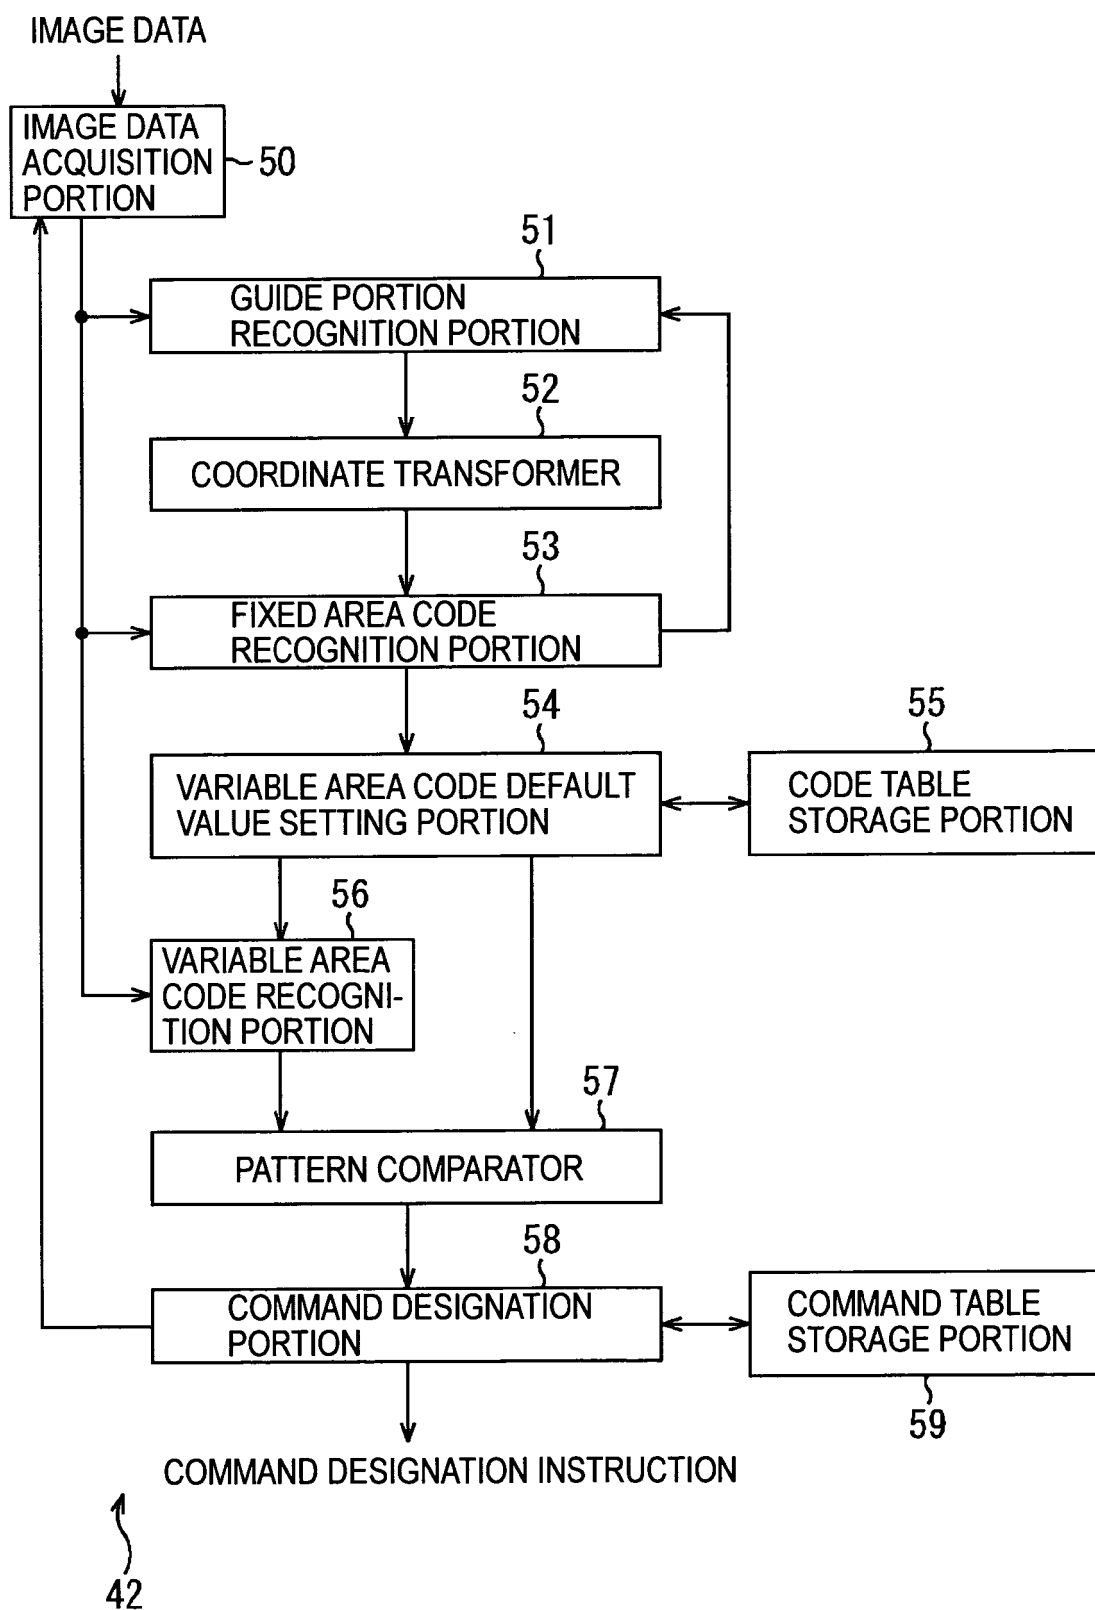 IMAGE DATA
IMAGE DATA
ACQUISITION
PORTION
50
51
GUIDE PORTION
RECOGNITION PORTION
52
COORDINATE TRANSFORMER
53
FIXED AREA CODE
RECOGNITION PORTION
54
VARIABLE AREA CODE DEFAULT
VALUE SETTING PORTION
55
CODE TABLE
STORAGE PORTION
56
VARIABLE AREA
CODE RECOGNI-
TION PORTION
57
PATTERN COMPARATOR
58
COMMAND DESIGNATION
PORTION
COMMAND TABLE
STORAGE PORTION
59
COMMAND DESIGNATION INSTRUCTION
42